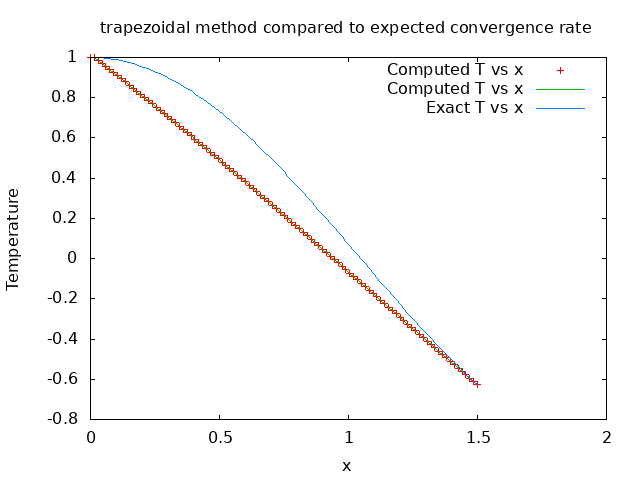 trapezoidal method compared to expected convergence rate
Computed T vs x
Computed T vs x
Exact T vs x
1
0.8
0.6
0.4
0.2
0
-0.2
-0.4
-0.6
-0.8
Temperature
0 0.5 1 1.5 2
x